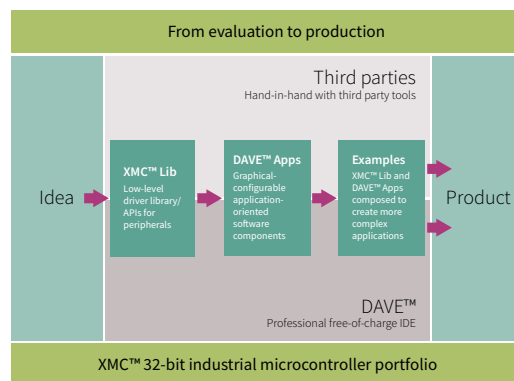 From evaluation to production
Third parties
Hand-in-hand with third party tools
Idea
XMC™ Lib
Low-level
driver library/
APIs for
peripherals
DAVE™ Apps
Graphical-
configurable
application-
oriented
software
components
Examples
XMC™ Lib and
DAVE™ Apps
composed to
create more
complex
applications
Product
DAVE™
Professional free-of-charge IDE
XMC™ 32-bit industrial microcontroller portfolio